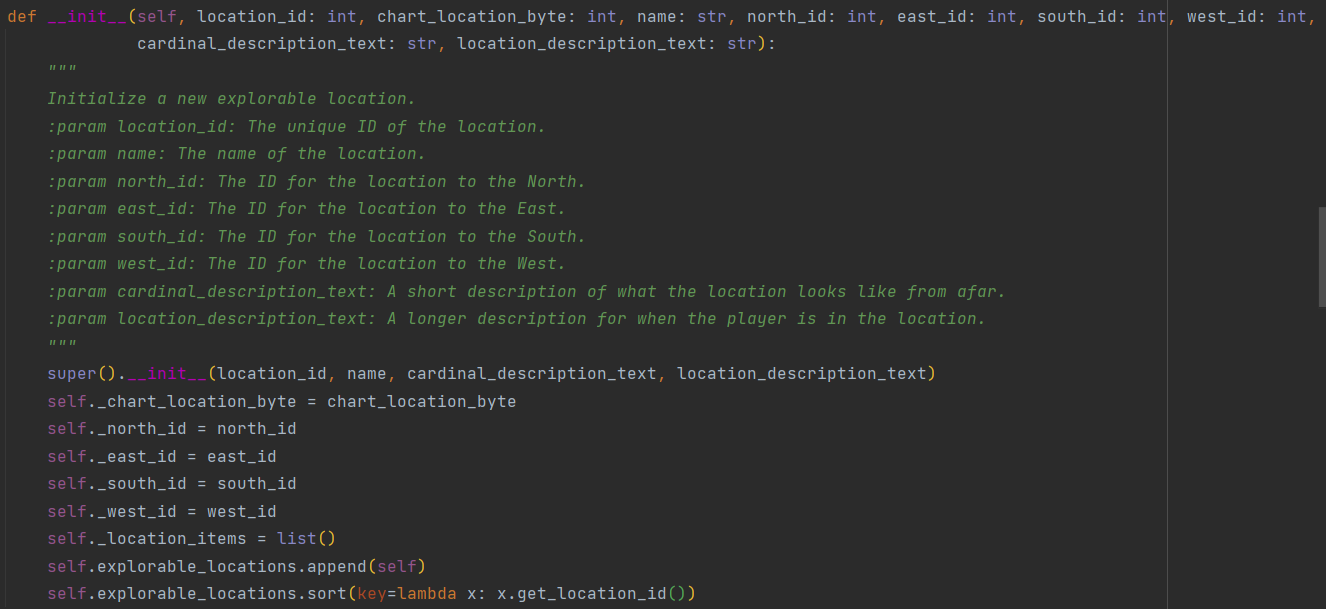 def __init__(self, location_id: int, chart_location_byte: int, name: str, north_id: int, east_id: int, south_id: int, west_id: int,
             cardinal_description_text: str, location_description_text: str):
    """
    Initialize a new explorable location.
    :param location_id: The unique ID of the location.
    :param name: The name of the location.
    :param north_id: The ID for the location to the North.
    :param east_id: The ID for the location to the East.
    :param south_id: The ID for the location to the South.
    :param west_id: The ID for the location to the West.
    :param cardinal_description_text: A short description of what the location looks like from afar.
    :param location_description_text: A longer description for when the player is in the location.
    """
    super().__init__(location_id, name, cardinal_description_text, location_description_text)
    self._chart_location_byte = chart_location_byte
    self._north_id = north_id
    self._east_id = east_id
    self._south_id = south_id
    self._west_id = west_id
    self._location_items = list()
    self.explorable_locations.append(self)
    self.explorable_locations.sort(key=lambda x: x.get_location_id())